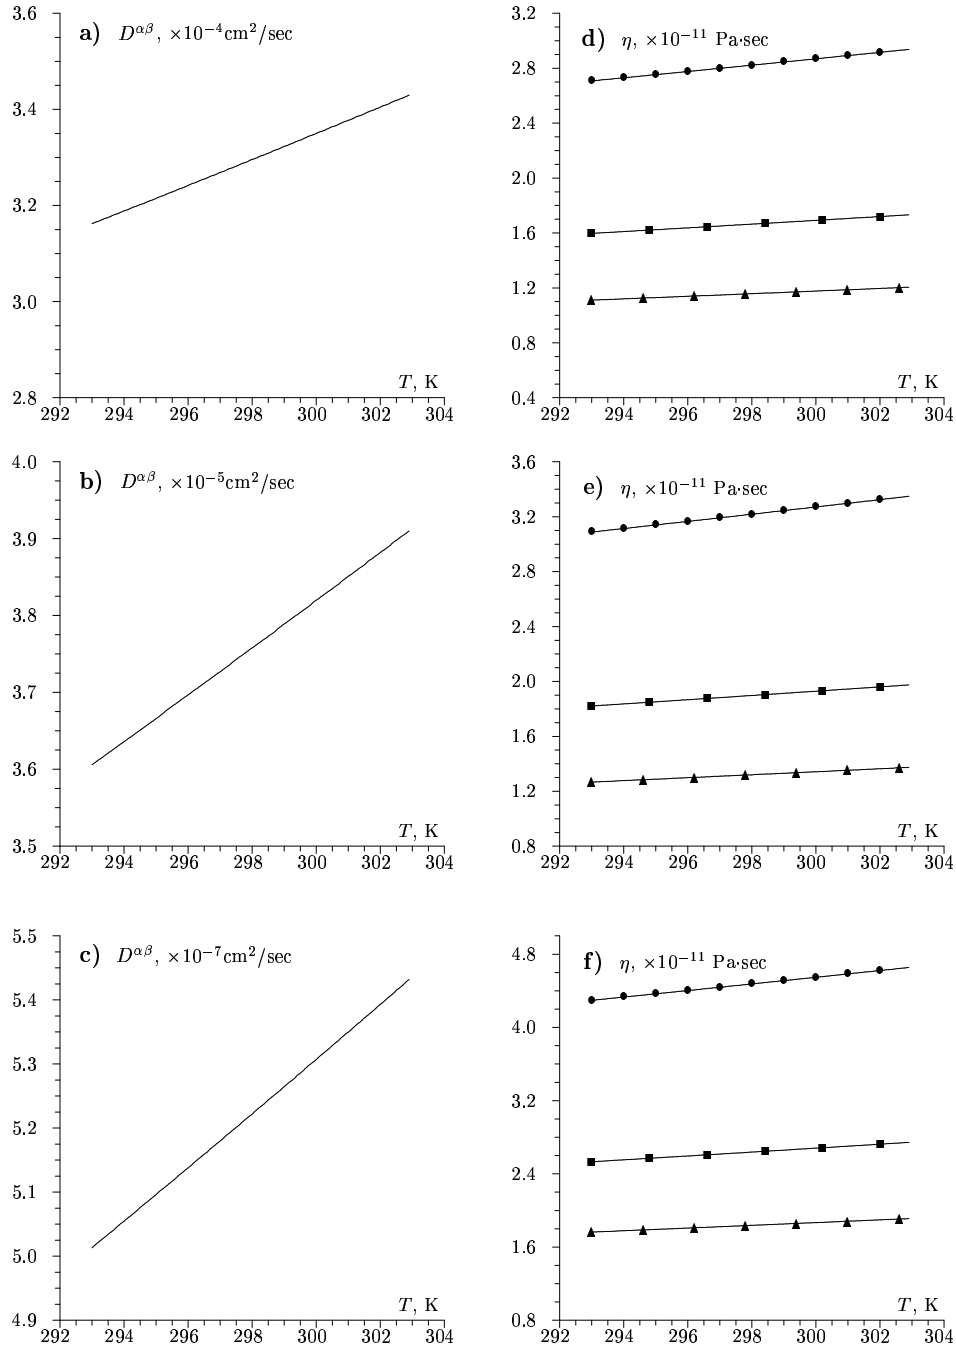 a) D^{αβ}, ×10⁻⁴cm²/sec
3.6
3.4
3.2
3.0
2.8
T, K
292 294 296 298 300 302 304
d) η, ×10⁻¹¹ Pa·sec
3.2
2.8
2.4
2.0
1.6
1.2
0.8
0.4
T, K
292 294 296 298 300 302 304
b) D^{αβ}, ×10⁻⁵cm²/sec
4.0
3.9
3.8
3.7
3.6
3.5
T, K
292 294 296 298 300 302 304
e) η, ×10⁻¹¹ Pa·sec
3.6
3.2
2.8
2.4
2.0
1.6
1.2
0.8
T, K
292 294 296 298 300 302 304
c) D^{αβ}, ×10⁻⁷cm²/sec
5.5
5.4
5.3
5.2
5.1
5.0
4.9
T, K
292 294 296 298 300 302 304
f) η, ×10⁻¹¹ Pa·sec
4.8
4.0
3.2
2.4
1.6
0.8
T, K
292 294 296 298 300 302 304